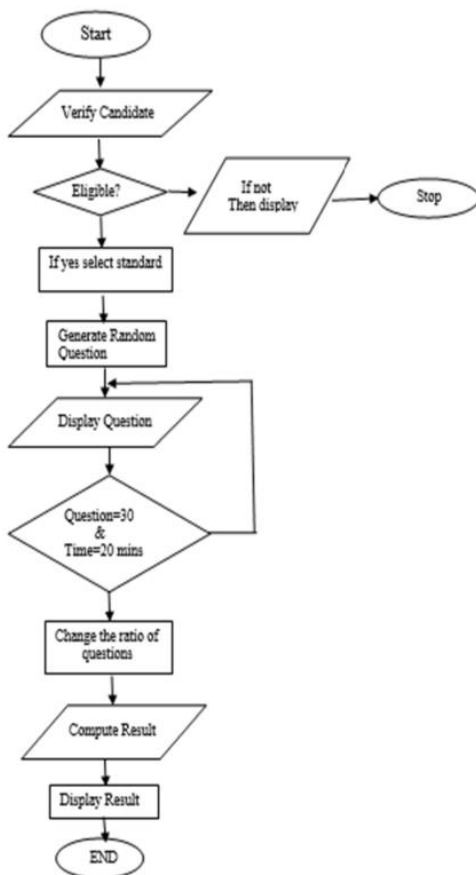 Start
Verify Candidate
Eligible?
If not
Then display
Stop
If yes select standard
Generate Random
Question
Display Question
Question=30
&
Time=20 mins
Change the ratio of
questions
Compute Result
Display Result
END